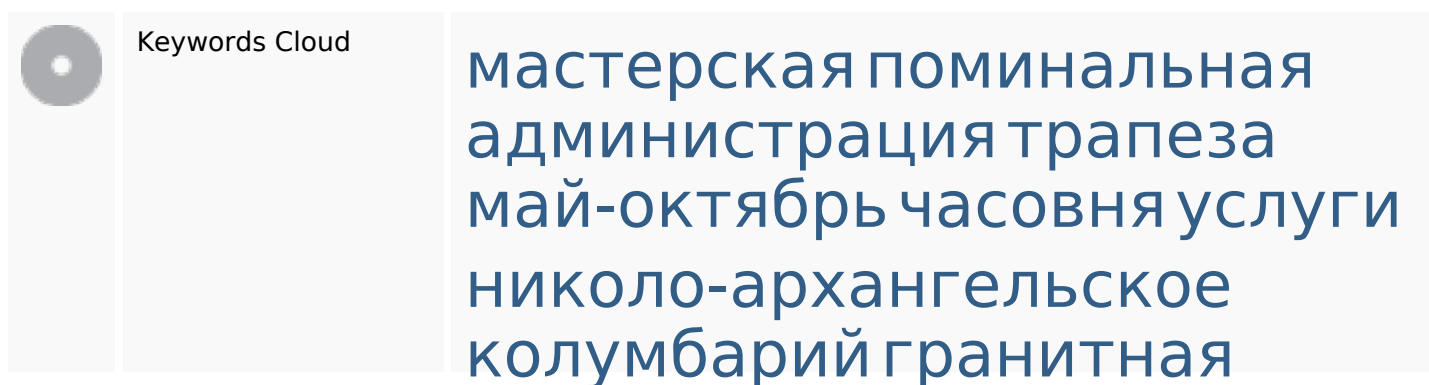 Keywords Cloud
мастерская поминальная
администрация трапеза
май-октябрь часовня услуги
николо-архангельское
колумбарий гранитная